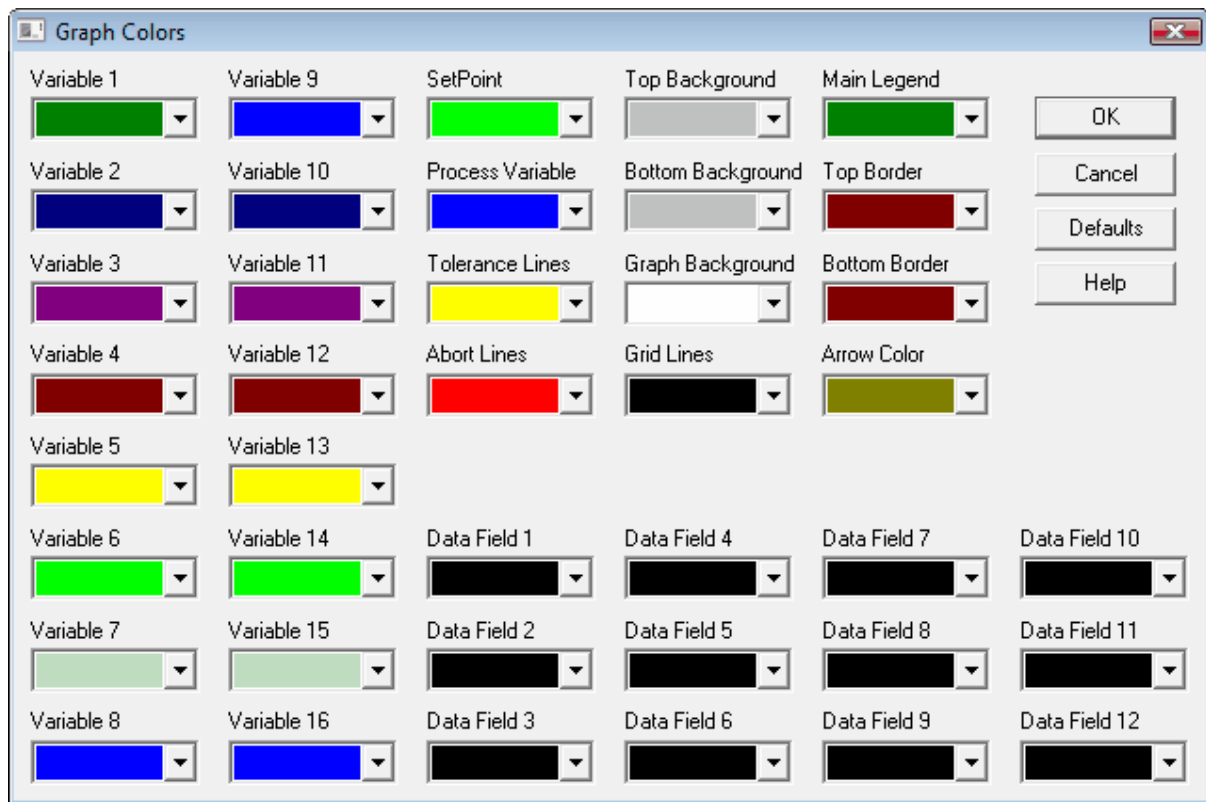 Graph Colors
Variable 1 Variable 9 SetPoint Top Background Main Legend
OK
Variable 2 Variable 10 Process Variable Bottom Background Top Border
Cancel
Defaults
Variable 3 Variable 11 Tolerance Lines Graph Background Bottom Border
Help
Variable 4 Variable 12 Abort Lines Grid Lines Arrow Color
Variable 5 Variable 13
Variable 6 Variable 14 Data Field 1 Data Field 4 Data Field 7 Data Field 10
Variable 7 Variable 15 Data Field 2 Data Field 5 Data Field 8 Data Field 11
Variable 8 Variable 16 Data Field 3 Data Field 6 Data Field 9 Data Field 12